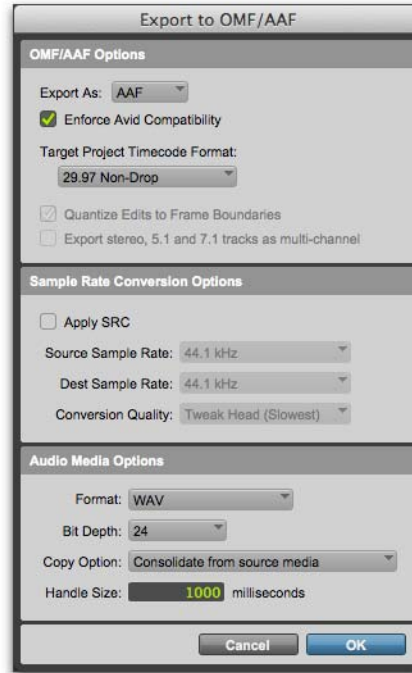 Export to OMF/AAF
OMF/AAF Options
Export As: AAF
Enforce Avid Compatibility
Target Project Timecode Format:
29.97 Non-Drop
Quantize Edits to Frame Boundaries
Export stereo, 5.1 and 7.1 tracks as multi-channel
Sample Rate Conversion Options
Apply SRC
Source Sample Rate: 44.1 kHz
Dest Sample Rate: 44.1 kHz
Conversion Quality: Tweak Head (Slowest)
Audio Media Options
Format: WAV
Bit Depth: 24
Copy Option: Consolidate from source media
Handle Size: 1000 milliseconds
Cancel OK